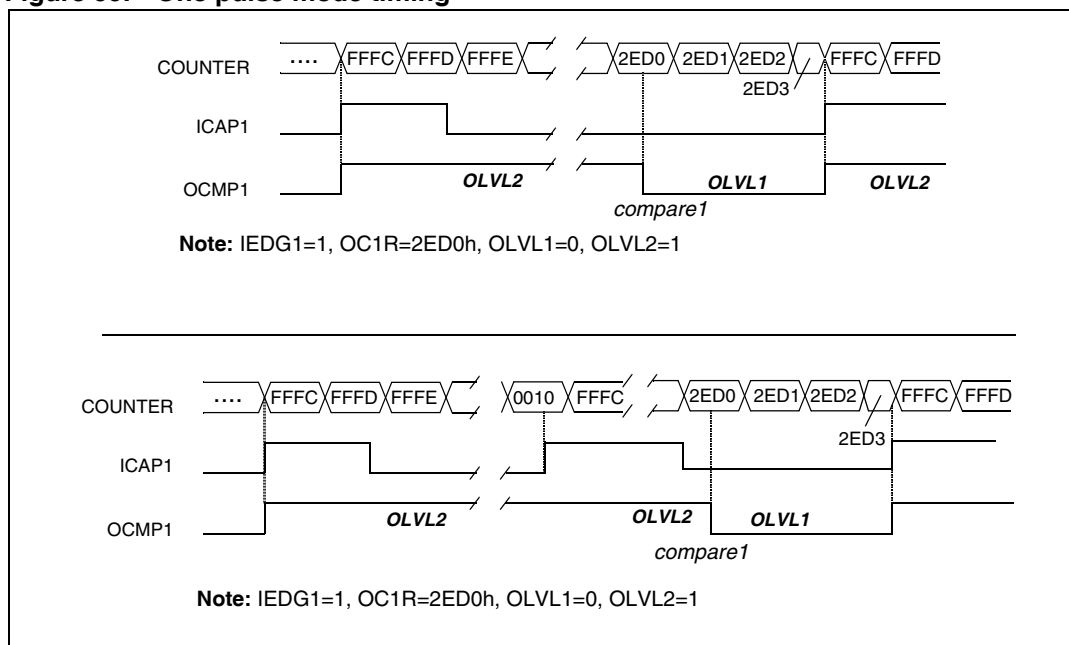 One pulse mode timing
COUNTER .... FFFC FFFD FFFE 2ED0 2ED1 2ED2 FFFC FFFD
2ED3
ICAP1
OCMP1 OLVL2 OLVL1 OLVL2
compare1
Note: IEDG1=1, OC1R=2ED0h, OLVL1=0, OLVL2=1
COUNTER .... FFFC FFFD FFFE 0010 FFFC 2ED0 2ED1 2ED2 FFFC FFFD
2ED3
ICAP1
OCMP1 OLVL2 OLVL2 OLVL1
compare1
Note: IEDG1=1, OC1R=2ED0h, OLVL1=0, OLVL2=1